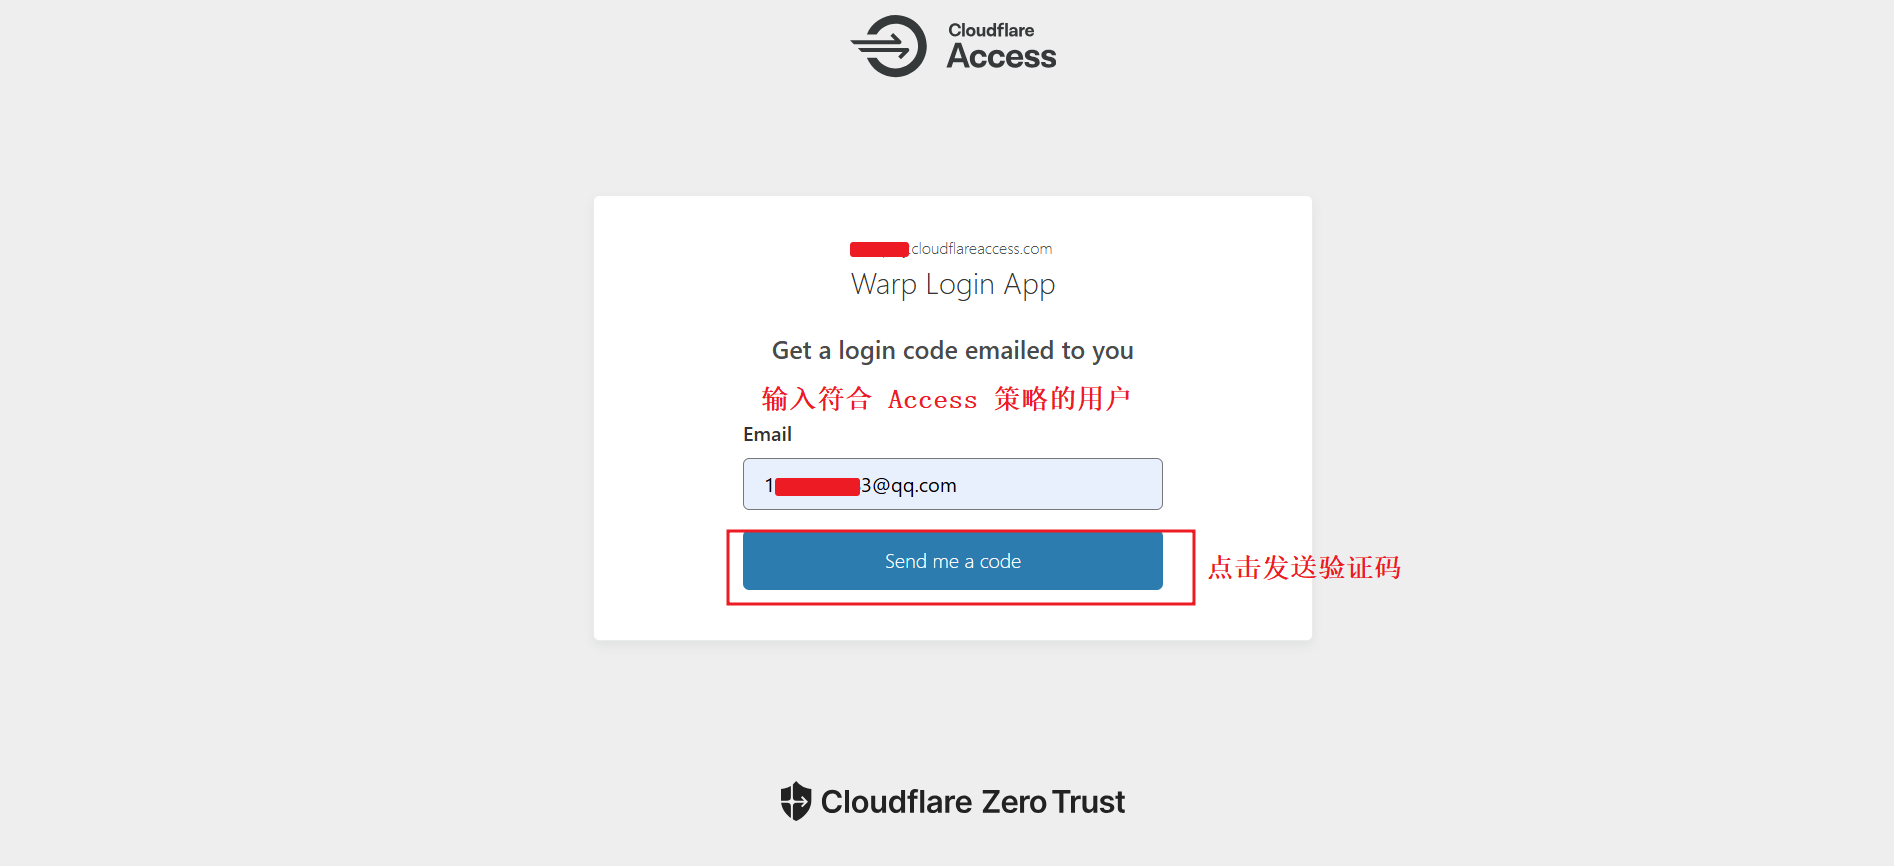 Cloudflare
Access
.cloudflareaccess.com
Warp Login App
Get a login code emailed to you
输入符合 Access 策略的用户
Email
1 3@qq.com
Send me a code
点击发送验证码
Cloudflare Zero Trust